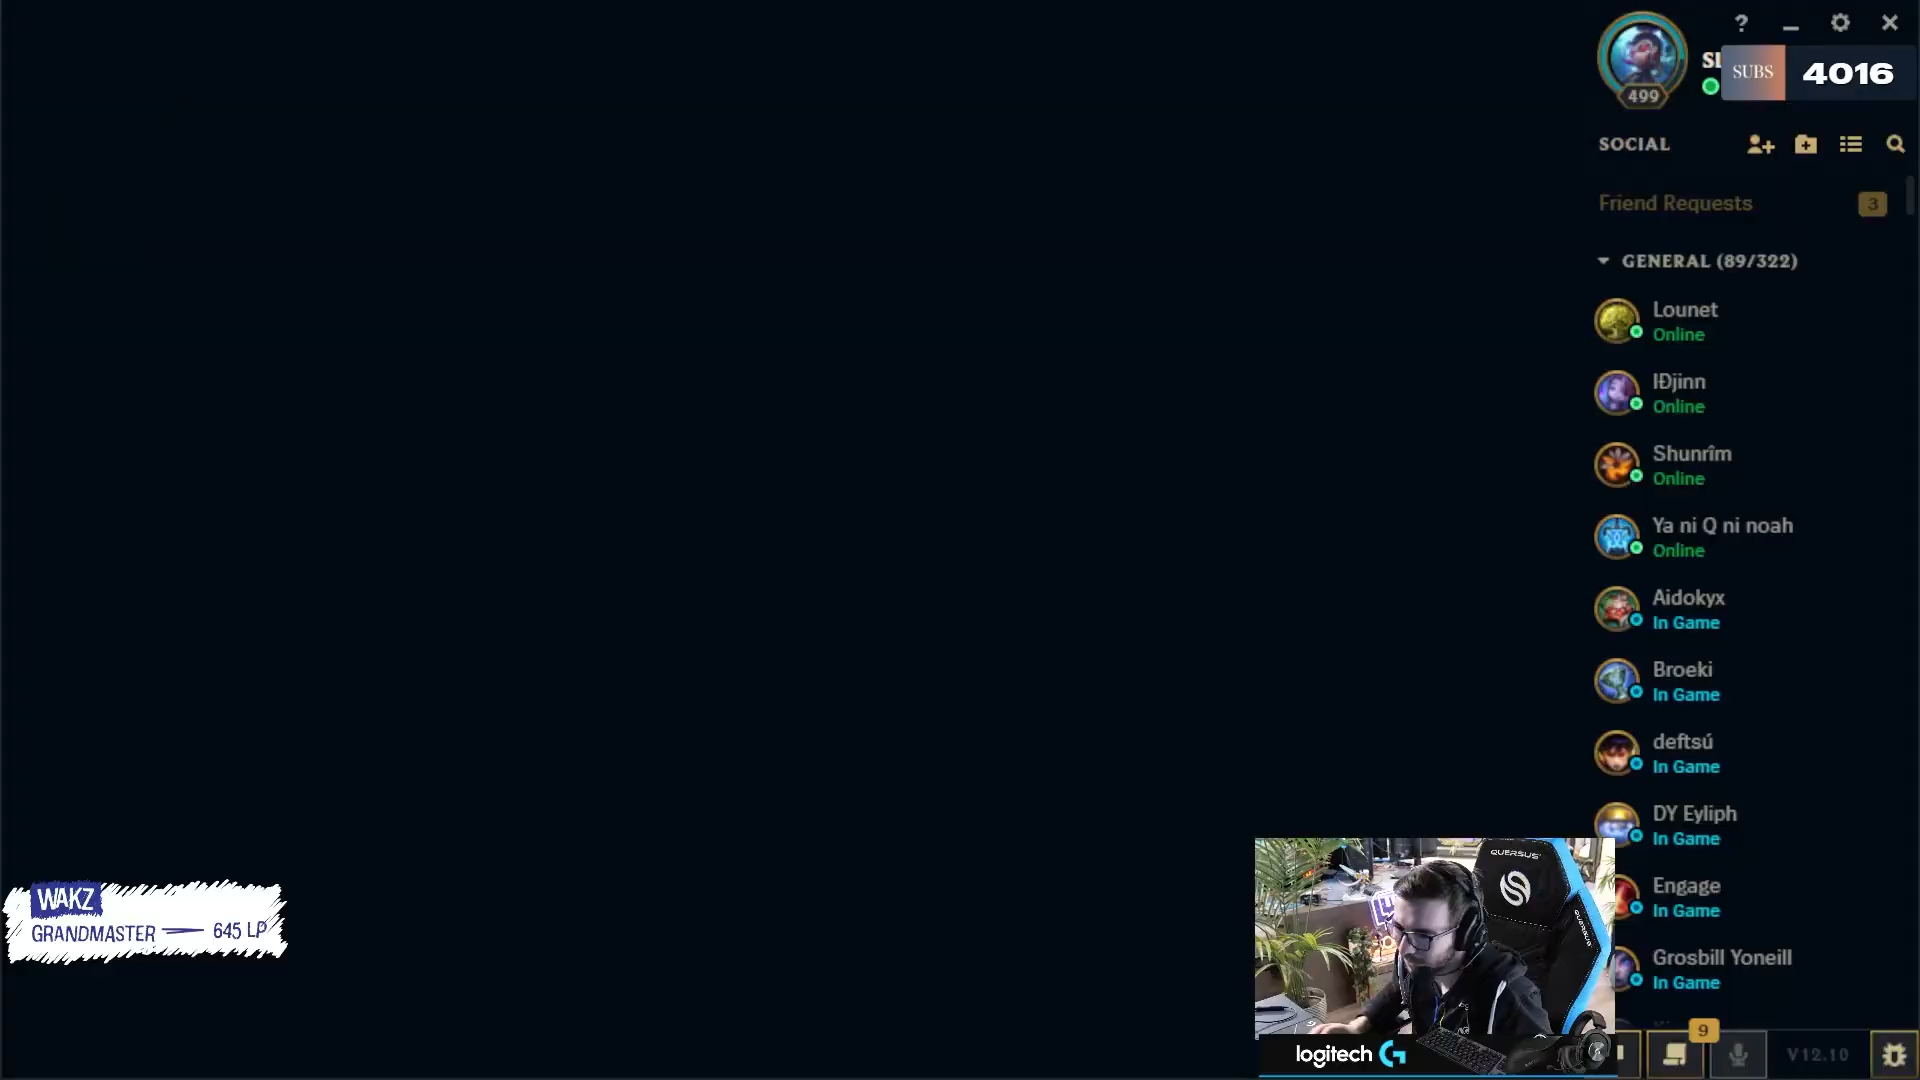 ?
499
SUBS
4016
SOCIAL
Friend Requests
3
GENERAL (89/322)
Lounet
Online
IĐjinn
Online
Shunrîm
Online
Ya ni Q ni noah
Online
Aidokyx
In Game
Broeki
In Game
deftsú
In Game
DY Eyliph
In Game
Engage
In Game
Grosbill Yoneill
In Game
WAKZ
GRANDMASTER — 645 LP
QUERSUS
QUERSUS
logitech G
9
V12.10